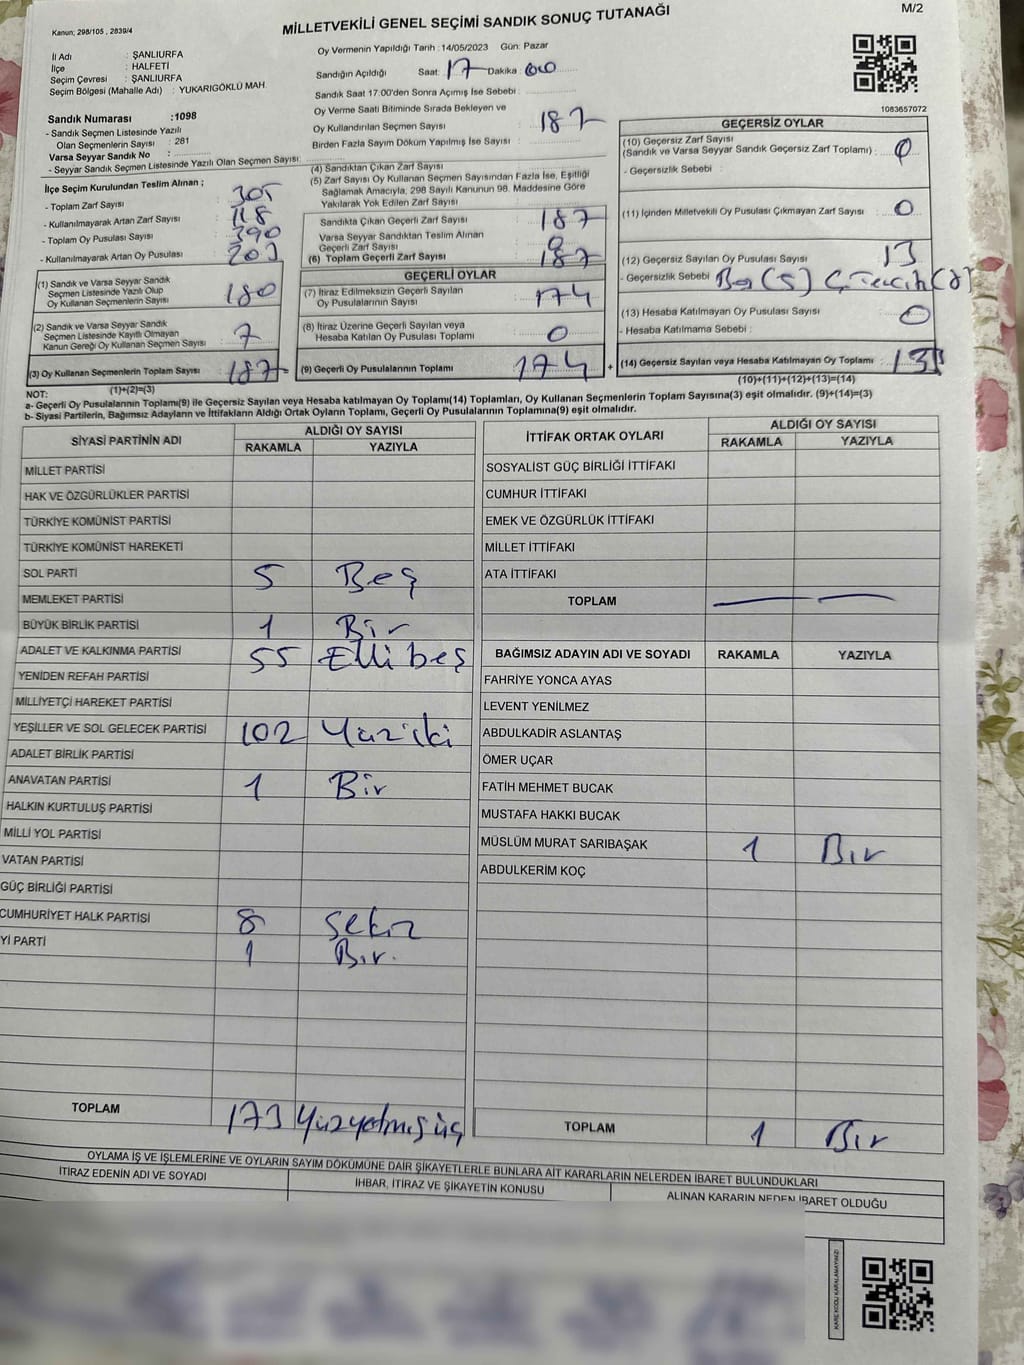 Kanun; 298/105 , 2839/4
MİLLETVEKİLİ GENEL SEÇİMİ SANDIK SONUÇ TUTANAĞI
M/2
İl Adı : ŞANLIURFA
İlçe : HALFETİ
Seçim Çevresi : ŞANLIURFA
Seçim Bölgesi (Mahalle Adı) : YUKARIGÖKLÜ MAH.
Oy Vermenin Yapıldığı Tarih :14/05/2023 Gün: Pazar
Sandığın Açıldığı Saat: 17 Dakika: 00
Sandık Saat 17:00'den Sonra Açımış İse Sebebi :
Oy Verme Saati Bitiminde Sırada Bekleyen ve
Oy Kullandırılan Seçmen Sayısı : 187
Birden Fazla Sayım Döküm Yapılmış İse Sayısı :
1083657072
Sandık Numarası :1098
- Sandık Seçmen Listesinde Yazılı
Olan Seçmenlerin Sayısı : 281
Varsa Seyyar Sandık No :
- Seyyar Sandık Seçmen Listesinde Yazılı Olan Seçmen Sayısı:
İlçe Seçim Kurulundan Teslim Alınan ;
- Toplam Zarf Sayısı : 305
- Kullanılmayarak Artan Zarf Sayısı : 118
- Toplam Oy Pusulası Sayısı : 390
- Kullanılmayarak Artan Oy Pusulası : 203
(1) Sandık ve Varsa Seyyar Sandık
Seçmen Listesinde Yazılı Olup
Oy Kullanan Seçmenlerin Sayısı : 180
(2) Sandık ve Varsa Seyyar Sandık
Seçmen Listesinde Kayıtlı Olmayan
Kanun Gereği Oy Kullanan Seçmen Sayısı : 7
(3) Oy Kullanan Seçmenlerin Toplam Sayısı : 187
(1)+(2)=(3)
(4) Sandıktan Çıkan Zarf Sayısı :
(5) Zarf Sayısı Oy Kullanan Seçmen Sayısından Fazla İse, Eşitliği
Sağlamak Amacıyla, 298 Sayılı Kanunun 98. Maddesine Göre
Yakılarak Yok Edilen Zarf Sayısı :
Sandıkta Çıkan Geçerli Zarf Sayısı : 187
Varsa Seyyar Sandıktan Teslim Alınan
Geçerli Zarf Sayısı : 0
(6) Toplam Geçerli Zarf Sayısı : 187
GEÇERLİ OYLAR
(7) İtiraz Edilmeksizin Geçerli Sayılan
Oy Pusulalarının Sayısı : 174
(8) İtiraz Üzerine Geçerli Sayılan veya
Hesaba Katılan Oy Pusulası Toplamı : 0
(9) Geçerli Oy Pusulalarının Toplamı : 174 +
GEÇERSİZ OYLAR
(10) Geçersiz Zarf Sayısı
(Sandık ve Varsa Seyyar Sandık Geçersiz Zarf Toplamı) : 0
- Geçersizlik Sebebi :
(11) İçinden Milletvekili Oy Pusulası Çıkmayan Zarf Sayısı : 0
(12) Geçersiz Sayılan Oy Pusulası Sayısı : 13
- Geçersizlik Sebebi : Boş (5)
(13) Hesaba Katılmayan Oy Pusulası Sayısı : 0
- Hesaba Katılmama Sebebi :
(14) Geçersiz Sayılan veya Hesaba Katılmayan Oy Toplamı : 13
(10)+(11)+(12)+(13)=(14)
NOT:
a- Geçerli Oy Pusulalarının Toplamı(9) ile Geçersiz Sayılan veya Hesaba katılmayan Oy Toplamı(14) Toplamları, Oy Kullanan Seçmenlerin Toplam Sayısına(3) eşit olmalıdır. (9)+(14)=(3)
b- Siyasi Partilerin, Bağımsız Adayların ve İttifakların Aldığı Ortak Oyların Toplamı, Geçerli Oy Pusulalarının Toplamına(9) eşit olmalıdır.
SİYASİ PARTİNİN ADI ALDIĞI OY SAYISI
RAKAMLA YAZIYLA
MİLLET PARTİSİ
HAK VE ÖZGÜRLÜKLER PARTİSİ
TÜRKİYE KOMÜNİST PARTİSİ
TÜRKİYE KOMÜNİST HAREKETİ
SOL PARTİ 5 Beş
MEMLEKET PARTİSİ
BÜYÜK BİRLİK PARTİSİ 1 Bir
ADALET VE KALKINMA PARTİSİ 55 Elli beş
YENİDEN REFAH PARTİSİ
MİLLİYETÇİ HAREKET PARTİSİ
YEŞİLLER VE SOL GELECEK PARTİSİ 102 Yüz iki
ADALET BİRLİK PARTİSİ
ANAVATAN PARTİSİ 1 Bir
HALKIN KURTULUŞ PARTİSİ
MİLLİ YOL PARTİSİ
VATAN PARTİSİ
GÜÇ BİRLİĞİ PARTİSİ
CUMHURİYET HALK PARTİSİ 8 Sekiz
Yİ PARTİ 1 Bir.
TOPLAM 173 Yüzyetmişüç
İTTİFAK ORTAK OYLARI ALDIĞI OY SAYISI
RAKAMLA YAZIYLA
SOSYALİST GÜÇ BİRLİĞİ İTTİFAKI
CUMHUR İTTİFAKI
EMEK VE ÖZGÜRLÜK İTTİFAKI
MİLLET İTTİFAKI
ATA İTTİFAKI
TOPLAM
BAĞIMSIZ ADAYIN ADI VE SOYADI RAKAMLA YAZIYLA
FAHRİYE YONCA AYAS
LEVENT YENİLMEZ
ABDULKADİR ASLANTAŞ
ÖMER UÇAR
FATİH MEHMET BUCAK
MUSTAFA HAKKI BUCAK
MÜSLÜM MURAT SARIBAŞAK 1 Bir
ABDULKERİM KOÇ
TOPLAM 1 Bir
OYLAMA İŞ VE İŞLEMLERİNE VE OYLARIN SAYIM DÖKÜMÜNE DAİR ŞİKAYETLERLE BUNLARA AİT KARARLARIN NELERDEN İBARET BULUNDUKLARI
İTİRAZ EDENİN ADI VE SOYADI
İHBAR, İTİRAZ VE ŞİKAYETİN KONUSU
ALINAN KARARIN NEDEN İBARET OLDUĞU
KARE KODU KARALAMAYINIZ!